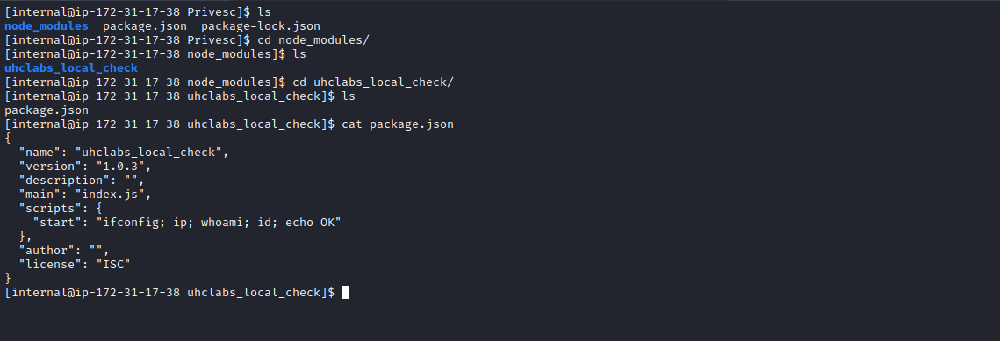 [internal@ip-172-31-17-38 Privesc]$ ls
node_modules  package.json  package-lock.json
[internal@ip-172-31-17-38 Privesc]$ cd node_modules/
[internal@ip-172-31-17-38 node_modules]$ ls
uhclabs_local_check
[internal@ip-172-31-17-38 node_modules]$ cd uhclabs_local_check/
[internal@ip-172-31-17-38 uhclabs_local_check]$ ls
package.json
[internal@ip-172-31-17-38 uhclabs_local_check]$ cat package.json
{
  "name": "uhclabs_local_check",
  "version": "1.0.3",
  "description": "",
  "main": "index.js",
  "scripts": {
    "start": "ifconfig; ip; whoami; id; echo OK"
  },
  "author": "",
  "license": "ISC"
}
[internal@ip-172-31-17-38 uhclabs_local_check]$